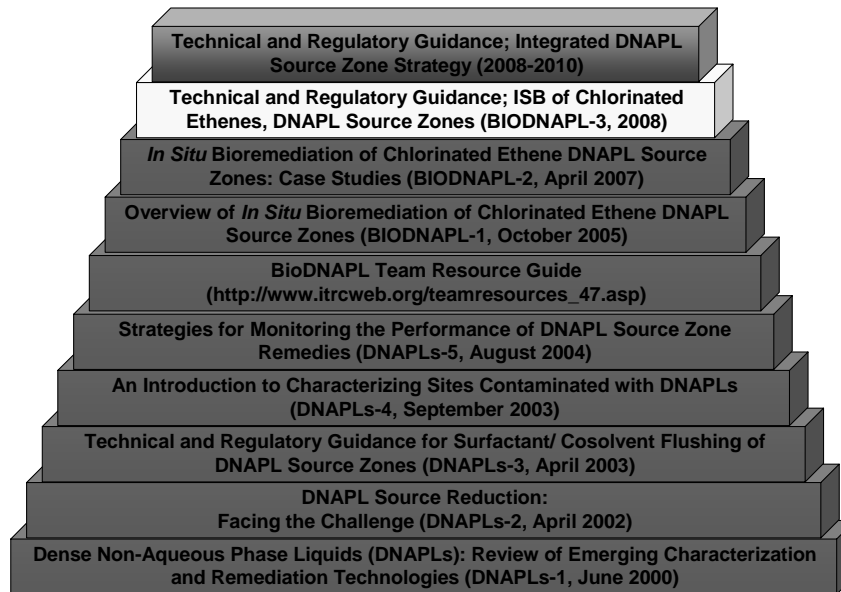 Technical and Regulatory Guidance; Integrated DNAPL
Source Zone Strategy (2008-2010)
Technical and Regulatory Guidance; ISB of Chlorinated
Ethenes, DNAPL Source Zones (BIODNAPL-3, 2008)
In Situ Bioremediation of Chlorinated Ethene DNAPL Source
Zones: Case Studies (BIODNAPL-2, April 2007)
Overview of In Situ Bioremediation of Chlorinated Ethene DNAPL
Source Zones (BIODNAPL-1, October 2005)
BioDNAPL Team Resource Guide
(http://www.itrcweb.org/teamresources_47.asp)
Strategies for Monitoring the Performance of DNAPL Source Zone
Remedies (DNAPLs-5, August 2004)
An Introduction to Characterizing Sites Contaminated with DNAPLs
(DNAPLs-4, September 2003)
Technical and Regulatory Guidance for Surfactant/ Cosolvent Flushing of
DNAPL Source Zones (DNAPLs-3, April 2003)
DNAPL Source Reduction:
Facing the Challenge (DNAPLs-2, April 2002)
Dense Non-Aqueous Phase Liquids (DNAPLs): Review of Emerging Characterization
and Remediation Technologies (DNAPLs-1, June 2000)